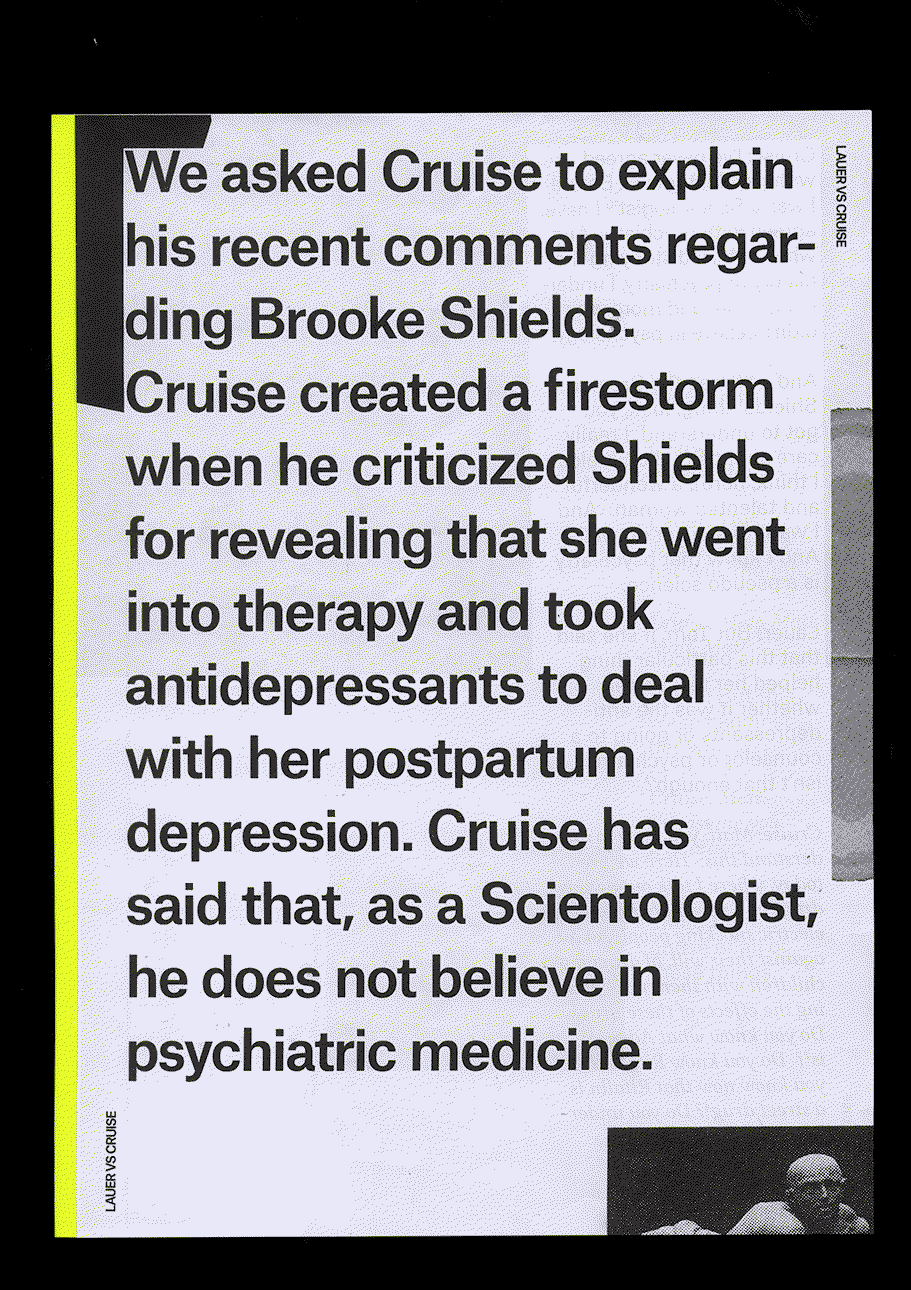 We asked Cruise to explain
his recent comments regar-
ding Brooke Shields.
Cruise created a firestorm
when he criticized Shields
for revealing that she went
into therapy and took
antidepressants to deal
with her postpartum
depression. Cruise has
said that, as a Scientologist,
he does not believe in
psychiatric medicine.
LAUER VS CRUISE
LAUER VS CRUISE